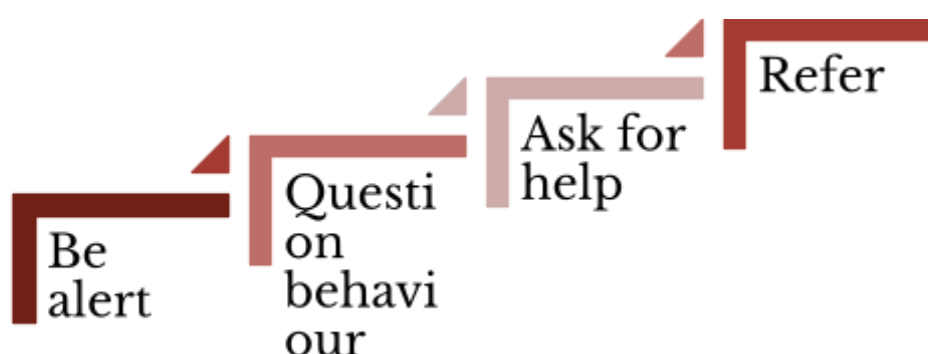 Be
alert
Questi
on
behavi
our
Ask for
help
Refer